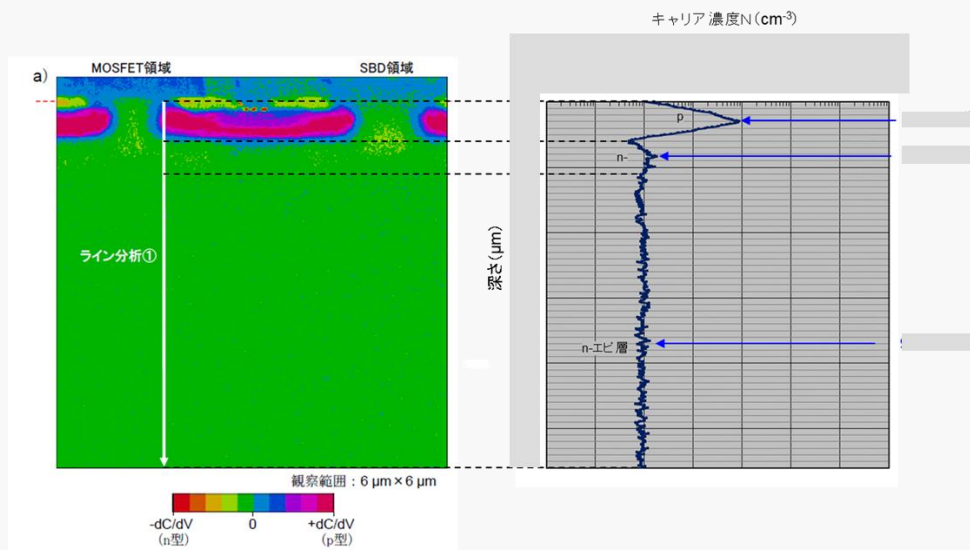 キャリア濃度N(cm-3)
a)
MOSFET領域
SBD領域
p
n-
ライン分析①
深さ(μm)
n-エピ層
観察範囲：6 μm×6 μm
-dC/dV
0
+dC/dV
(n型)
(p型)